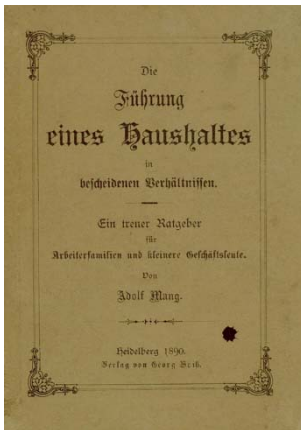 Die
Führung
eines Haushaltes
in
bescheidenen Verhältnissen.
Ein treuer Ratgeber
für
Arbeiterfamilien und kleinere Geschäftsleute.
Von
Adolf Mang.
Heidelberg 1890.
Verlag von Georg Weiß.